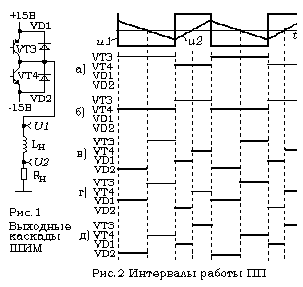 +15В
VD1
VT3
VT4
VD2
-15В
U1
LН
U2
RН
Рис. 1
Выходные
каскады
ШИМ
u1
u2
t
VT3
а) VT4
VD1
VD2
VT3
б) VT4
VD1
VD2
VT3
в) VT4
VD1
VD2
VT3
г) VT4
VD1
VD2
VT3
д) VT4
VD1
VD2
Рис. 2 Интервалы работы ПП